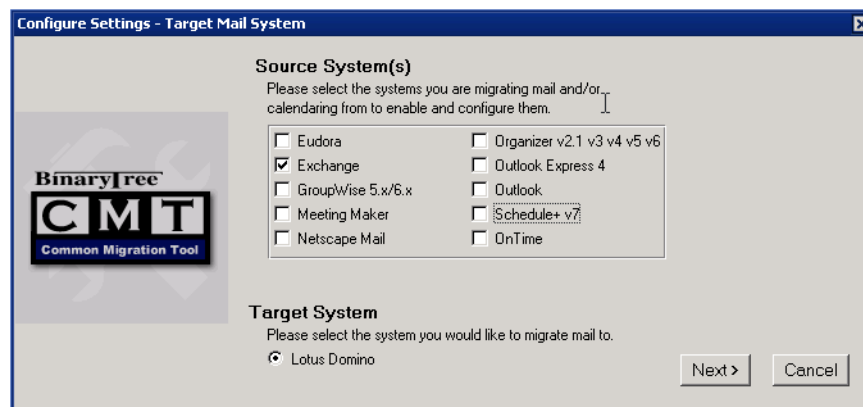 Configure Settings - Target Mail System
Source System(s)
Please select the systems you are migrating mail and/or
calendaring from to enable and configure them.
Eudora
Organizer v2.1 v3 v4 v5 v6
Exchange
Outlook Express 4
GroupWise 5.x/6.x
Outlook
Meeting Maker
Schedule+ v7
Netscape Mail
OnTime
BinaryTree
CMT
Common Migration Tool
Target System
Please select the system you would like to migrate mail to.
Lotus Domino
Next >
Cancel